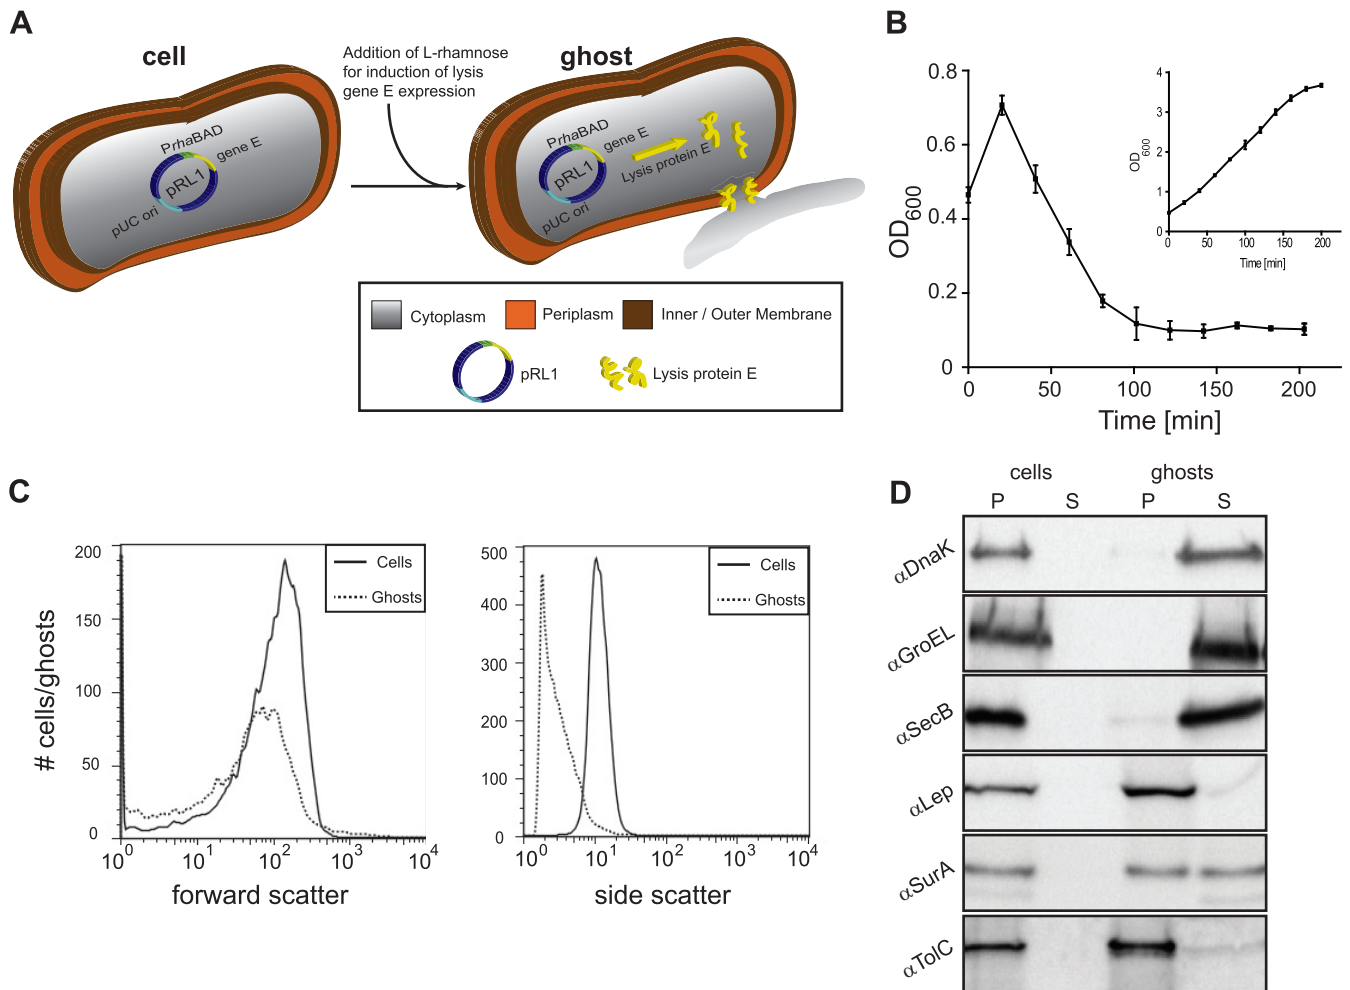 A
cell
Addition of L-rhamnose
for induction of lysis
gene E expression
ghost
PrhaBAD
gene E
pRL1
pUC ori
PrhaBAD
gene E
pRL1
Lysis protein E
pUC ori
Cytoplasm
Periplasm
Inner / Outer Membrane
pRL1
Lysis protein E
B
OD600
0.8
0.6
0.4
0.2
0
0 50 100 150 200
Time [min]
OD600
4
3
2
1
0
0 50 100 150 200
Time [min]
C
# cells/ghosts
200
150
100
50
0
Cells
Ghosts
10^0 10^1 10^2 10^3 10^4
forward scatter
500
400
300
200
100
0
Cells
Ghosts
10^0 10^1 10^2 10^3 10^4
side scatter
D
cells ghosts
P S P S
αDnaK
αGroEL
αSecB
αLep
αSurA
αTolC